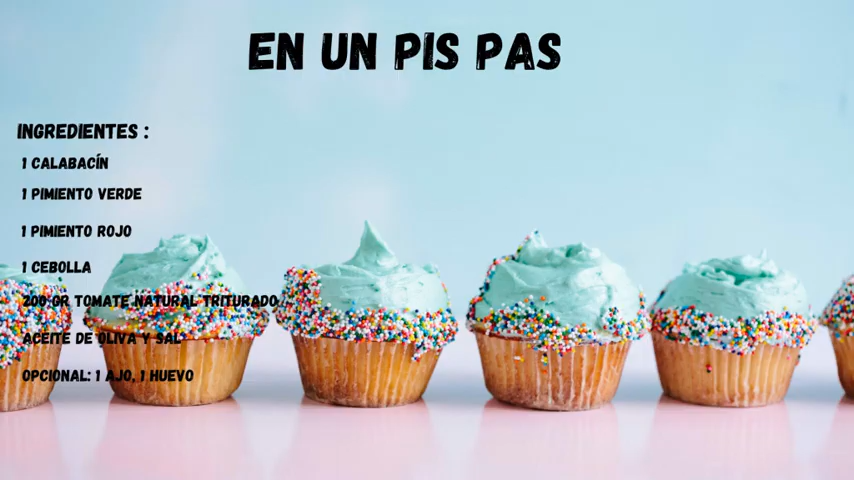 EN UN PIS PAS
INGREDIENTES :
1 CALABACÍN
1 PIMIENTO VERDE
1 PIMIENTO ROJO
1 CEBOLLA
200 GR TOMATE NATURAL TRITURADO
ACEITE DE OLIVA Y SAL
OPCIONAL: 1 AJO, 1 HUEVO